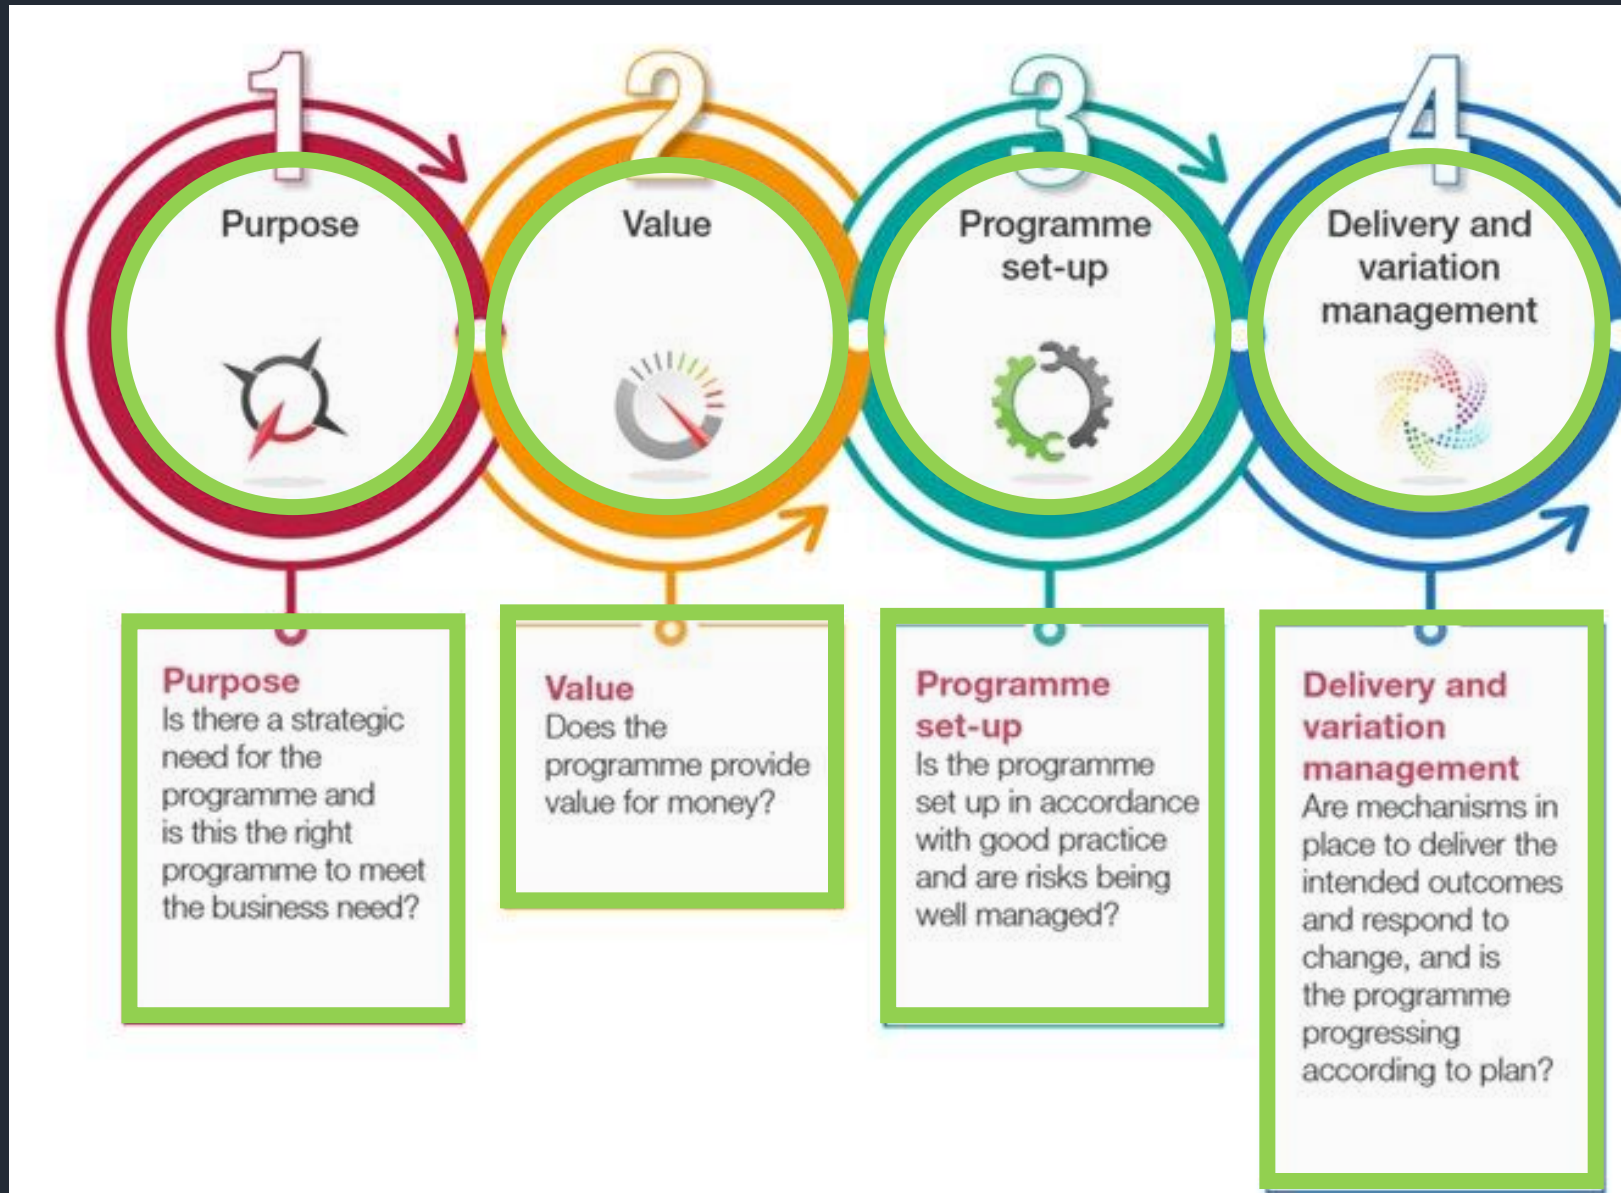 1
Purpose
2
Value
3
Programme
set-up
4
Delivery and
variation
management
Purpose
Is there a strategic
need for the
programme and
is this the right
programme to meet
the business need?
Value
Does the
programme provide
value for money?
Programme
set-up
Is the programme
set up in accordance
with good practice
and are risks being
well managed?
Delivery and
variation
management
Are mechanisms in
place to deliver the
intended outcomes
and respond to
change, and is
the programme
progressing
according to plan?